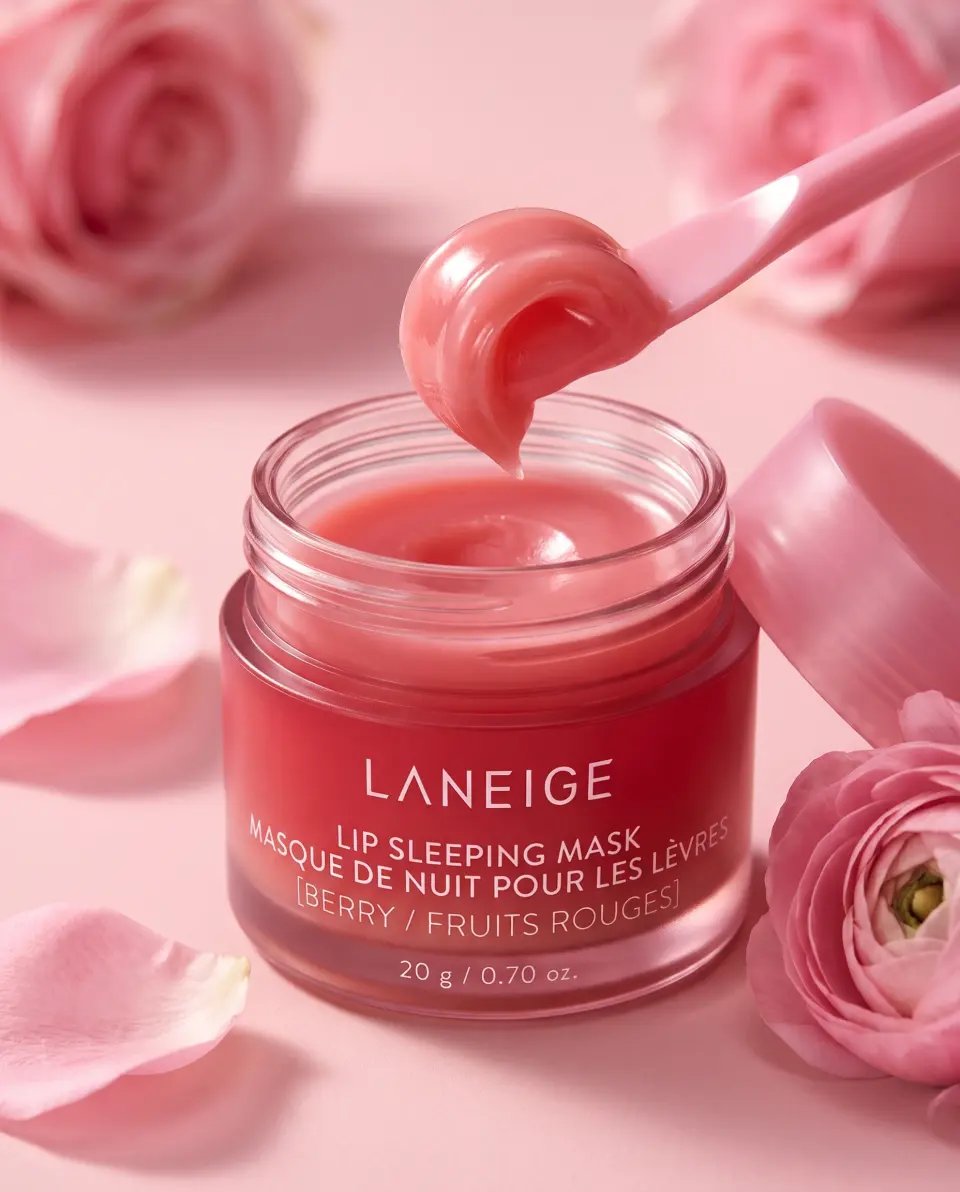 LANEIGE
LIP SLEEPING MASK
MASQUE DE NUIT POUR LES LÈVRES
[BERRY / FRUITS ROUGES]
20 g / 0.70 oz.